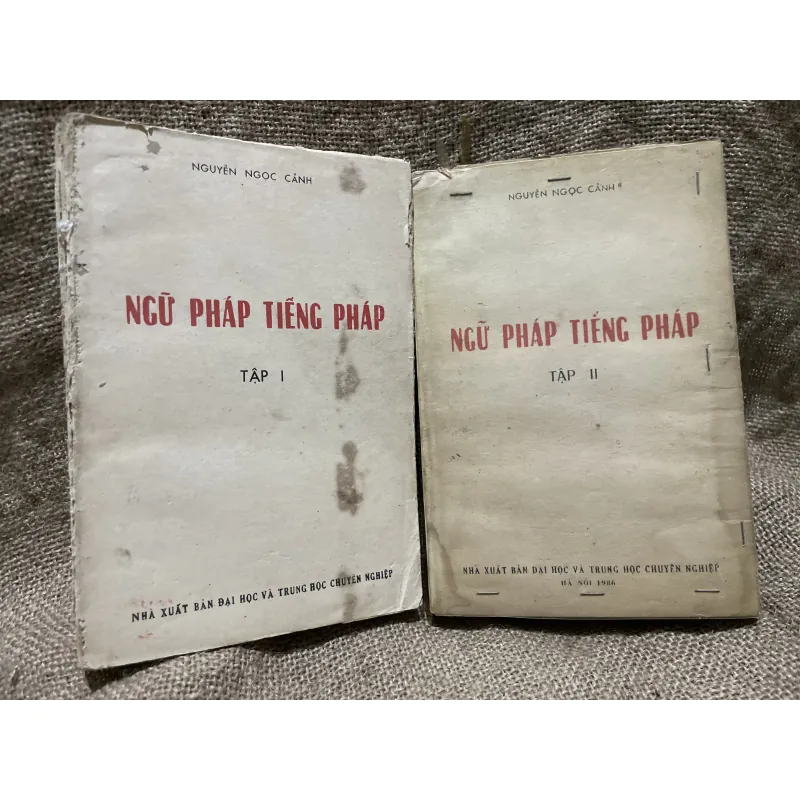 NGUYỄN NGỌC CẢNH
NGỮ PHÁP TIẾNG PHÁP
TẬP I
NHÀ XUẤT BẢN ĐẠI HỌC VÀ TRUNG HỌC CHUYÊN NGHIỆP
NGUYỄN NGỌC CẢNH
NGỮ PHÁP TIẾNG PHÁP
TẬP II
NHÀ XUẤT BẢN ĐẠI HỌC VÀ TRUNG HỌC CHUYÊN NGHIỆP
HÀ NỘI 1986